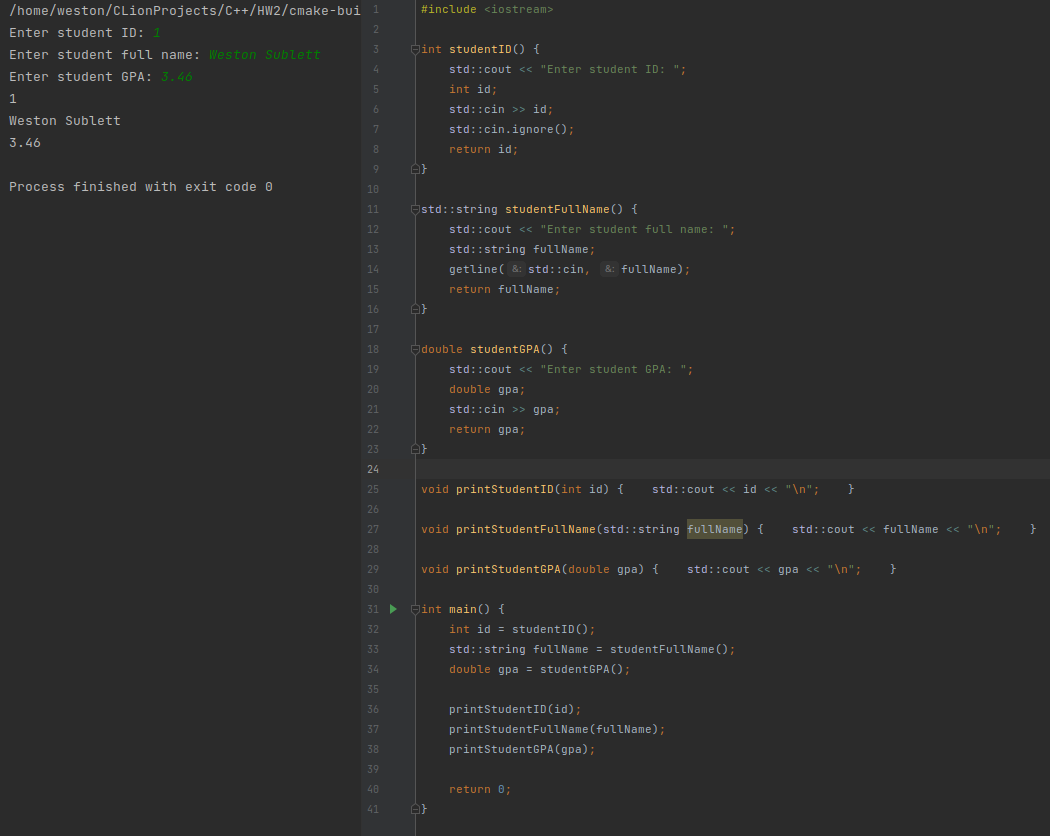 /home/weston/CLionProjects/C++/HW2/cmake-bui
Enter student ID: 1
Enter student full name: Weston Sublett
Enter student GPA: 3.46
1
Weston Sublett
3.46
Process finished with exit code 0
1 #include <iostream>
2
3 int studentID() {
4 std::cout << "Enter student ID: ";
5 int id;
6 std::cin >> id;
7 std::cin.ignore();
8 return id;
9 }
10
11 std::string studentFullName() {
12 std::cout << "Enter student full name: ";
13 std::string fullName;
14 getline( &: std::cin, &: fullName);
15 return fullName;
16 }
17
18 double studentGPA() {
19 std::cout << "Enter student GPA: ";
20 double gpa;
21 std::cin >> gpa;
22 return gpa;
23 }
24
25 void printStudentID(int id) { std::cout << id << "\n"; }
26
27 void printStudentFullName(std::string fullName) { std::cout << fullName << "\n"; }
28
29 void printStudentGPA(double gpa) { std::cout << gpa << "\n"; }
30
31 int main() {
32 int id = studentID();
33 std::string fullName = studentFullName();
34 double gpa = studentGPA();
35
36 printStudentID(id);
37 printStudentFullName(fullName);
38 printStudentGPA(gpa);
39
40 return 0;
41 }